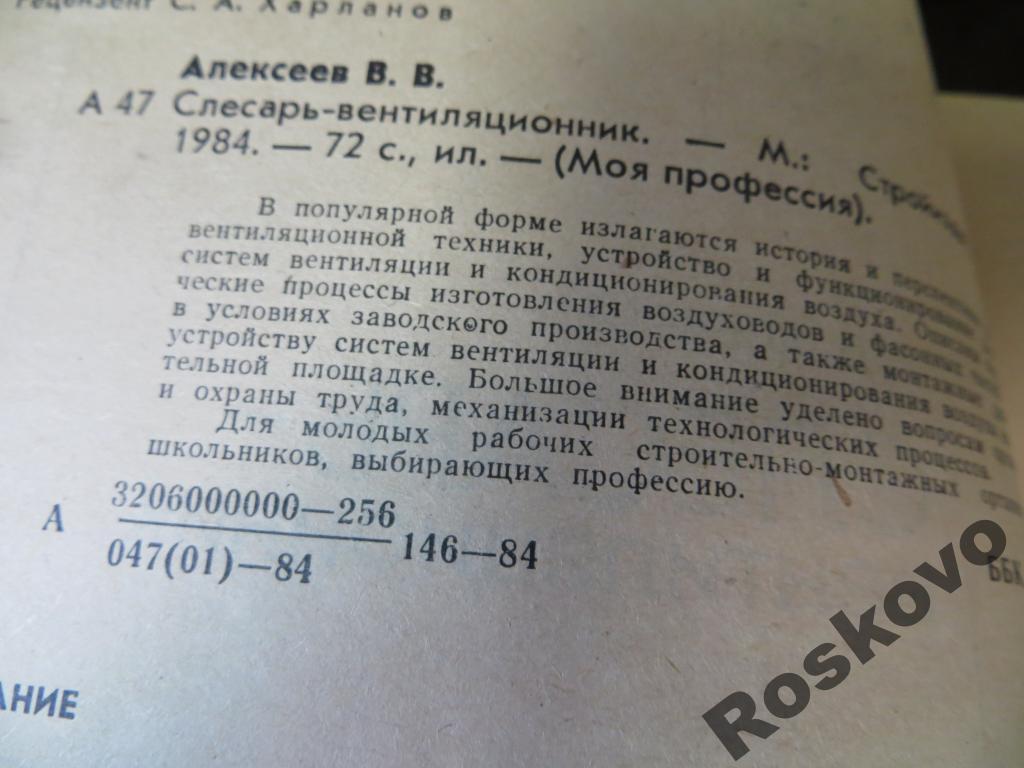 Рецензент С. А. Харланов
Алексеев В. В.
А 47 Слесарь-вентиляционник. — М.:
1984. — 72 с., ил. — (Моя профессия).
В популярной форме излагаются история и
вентиляционной техники, устройство и
систем вентиляции и кондиционирования воздуха.
ческие процессы изготовления воздуховодов и фасонных
в условиях заводского производства, а также монтажные
устройству систем вентиляции и кондиционирования
тельной площадке. Большое внимание уделено вопросам
и охраны труда, механизации технологических процессов.
Для молодых рабочих строительно-монтажных
школьников, выбирающих профессию.
А 3206000000—256
047(01)—84
146—84
ББК
АНИЕ
Roskovo